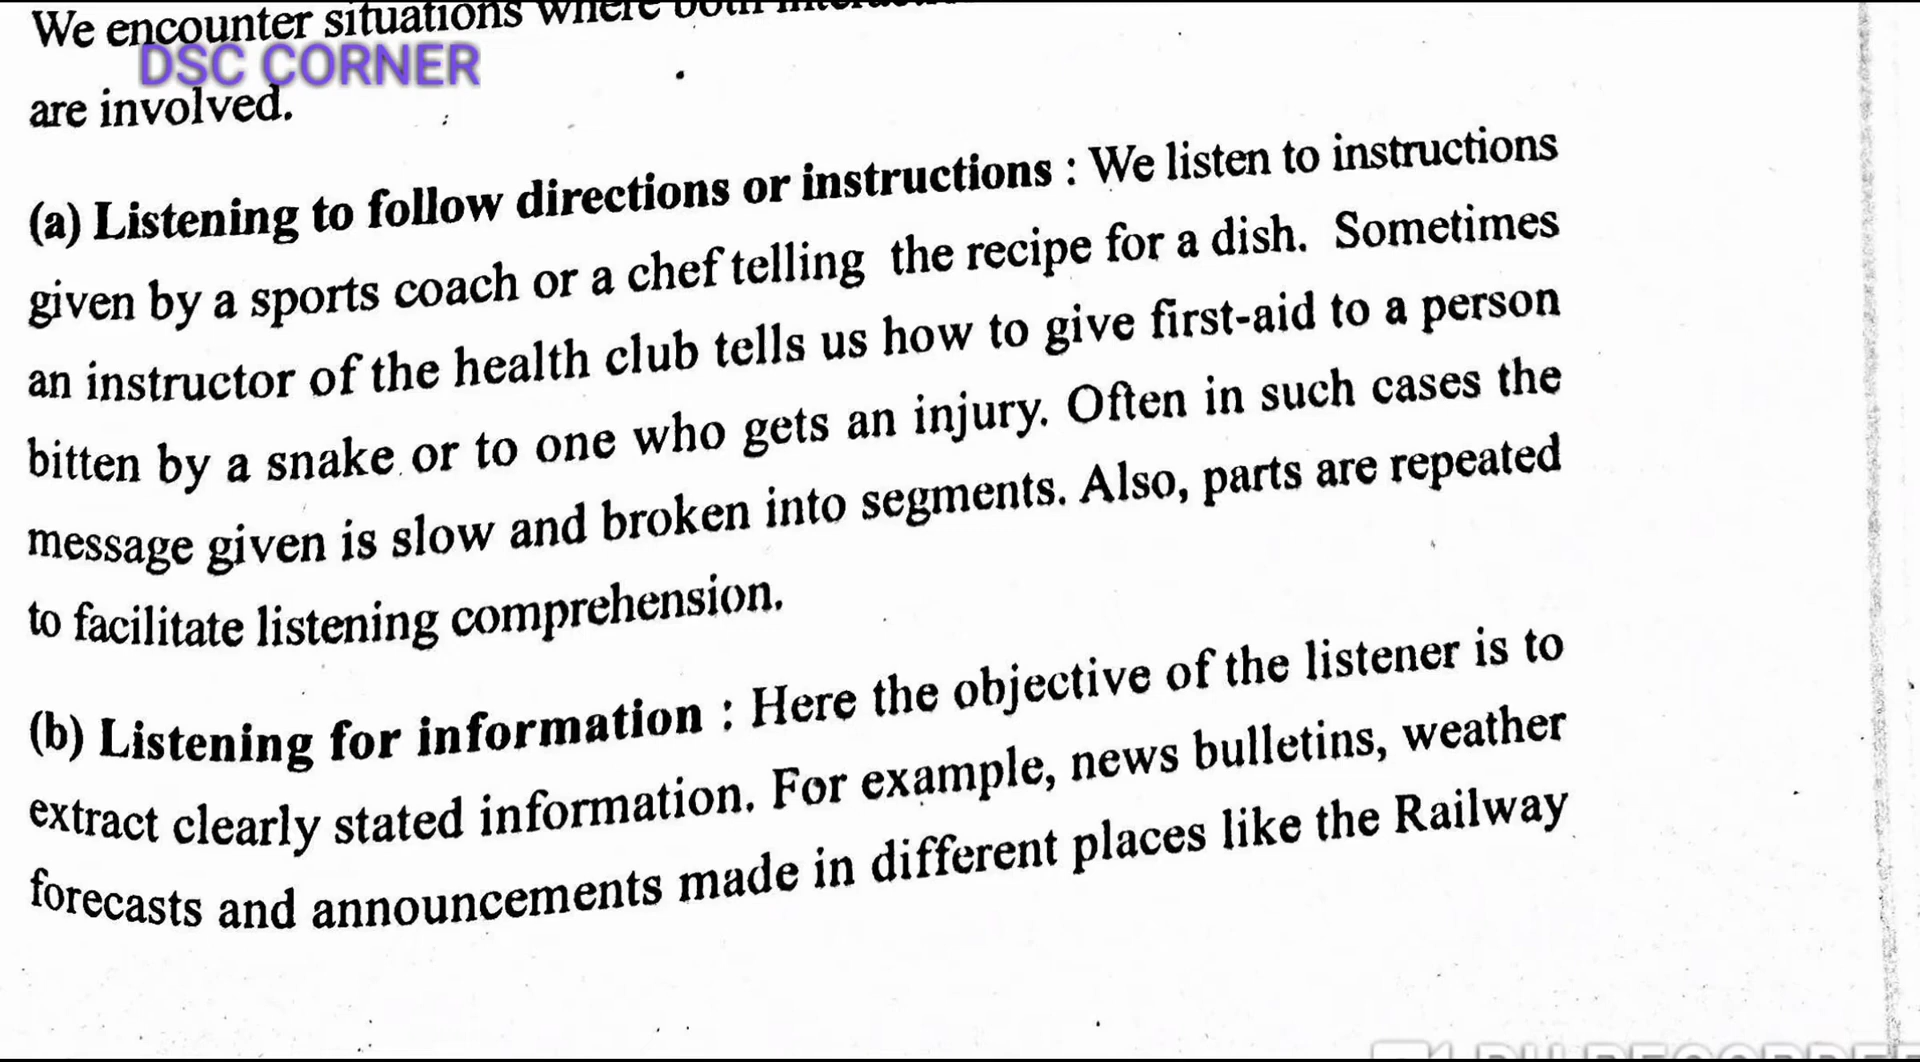 We encounter situations where both
DSC CORNER
are involved.
(a) Listening to follow directions or instructions : We listen to instructions
given by a sports coach or a chef telling the recipe for a dish. Sometimes
an instructor of the health club tells us how to give first-aid to a person
bitten by a snake or to one who gets an injury. Often in such cases the
message given is slow and broken into segments. Also, parts are repeated
to facilitate listening comprehension.
(b) Listening for information : Here the objective of the listener is to
extract clearly stated information. For example, news bulletins, weather
forecasts and announcements made in different places like the Railway